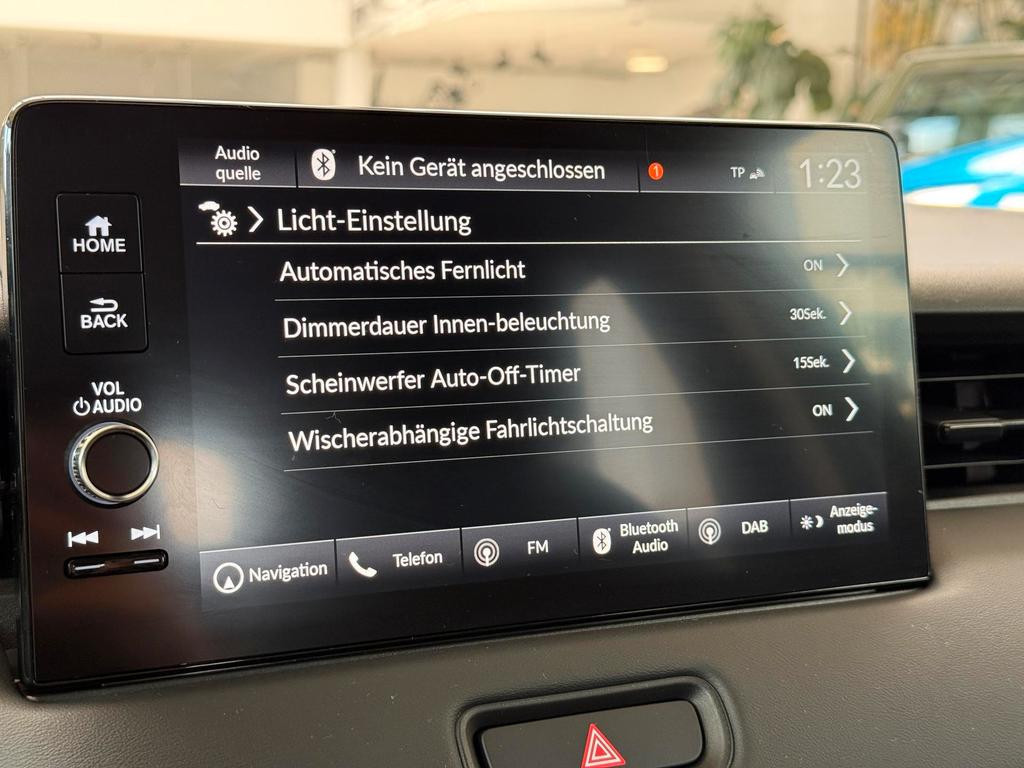 Audio
quelle
Kein Gerät angeschlossen
1
TP
1:23
HOME
BACK
VOL
AUDIO
Licht-Einstellung
Automatisches Fernlicht ON
Dimmerdauer Innen-beleuchtung 30Sek.
Scheinwerfer Auto-Off-Timer 15Sek.
Wischerabhängige Fahrlichtschaltung ON
Navigation
Telefon
FM
Bluetooth
Audio
DAB
Anzeige-
modus